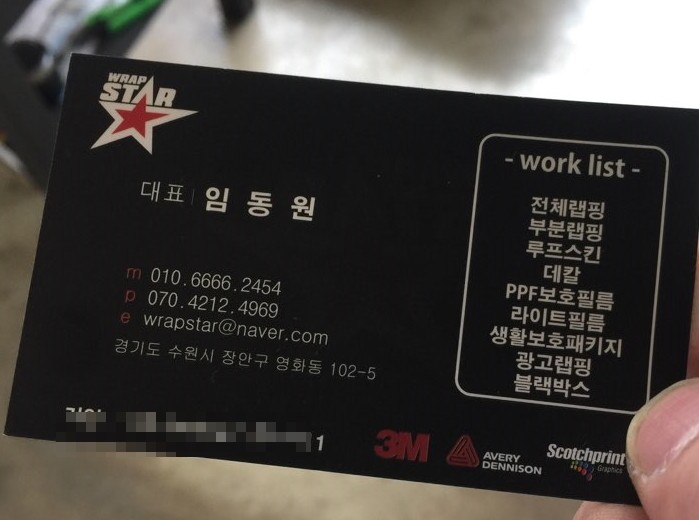 WRAP
STAR
대표 | 임 동 원
m 010.6666.2454
p 070.4212.4969
e wrapstar@naver.com
경기도 수원시 장안구 영화동 102-5
1
- work list -
전체랩핑
부분랩핑
루프스킨
데칼
PPF보호필름
라이트필름
생활보호패키지
광고랩핑
블랙박스
3M
AVERY
DENNISON
Scotchprint
Graphics